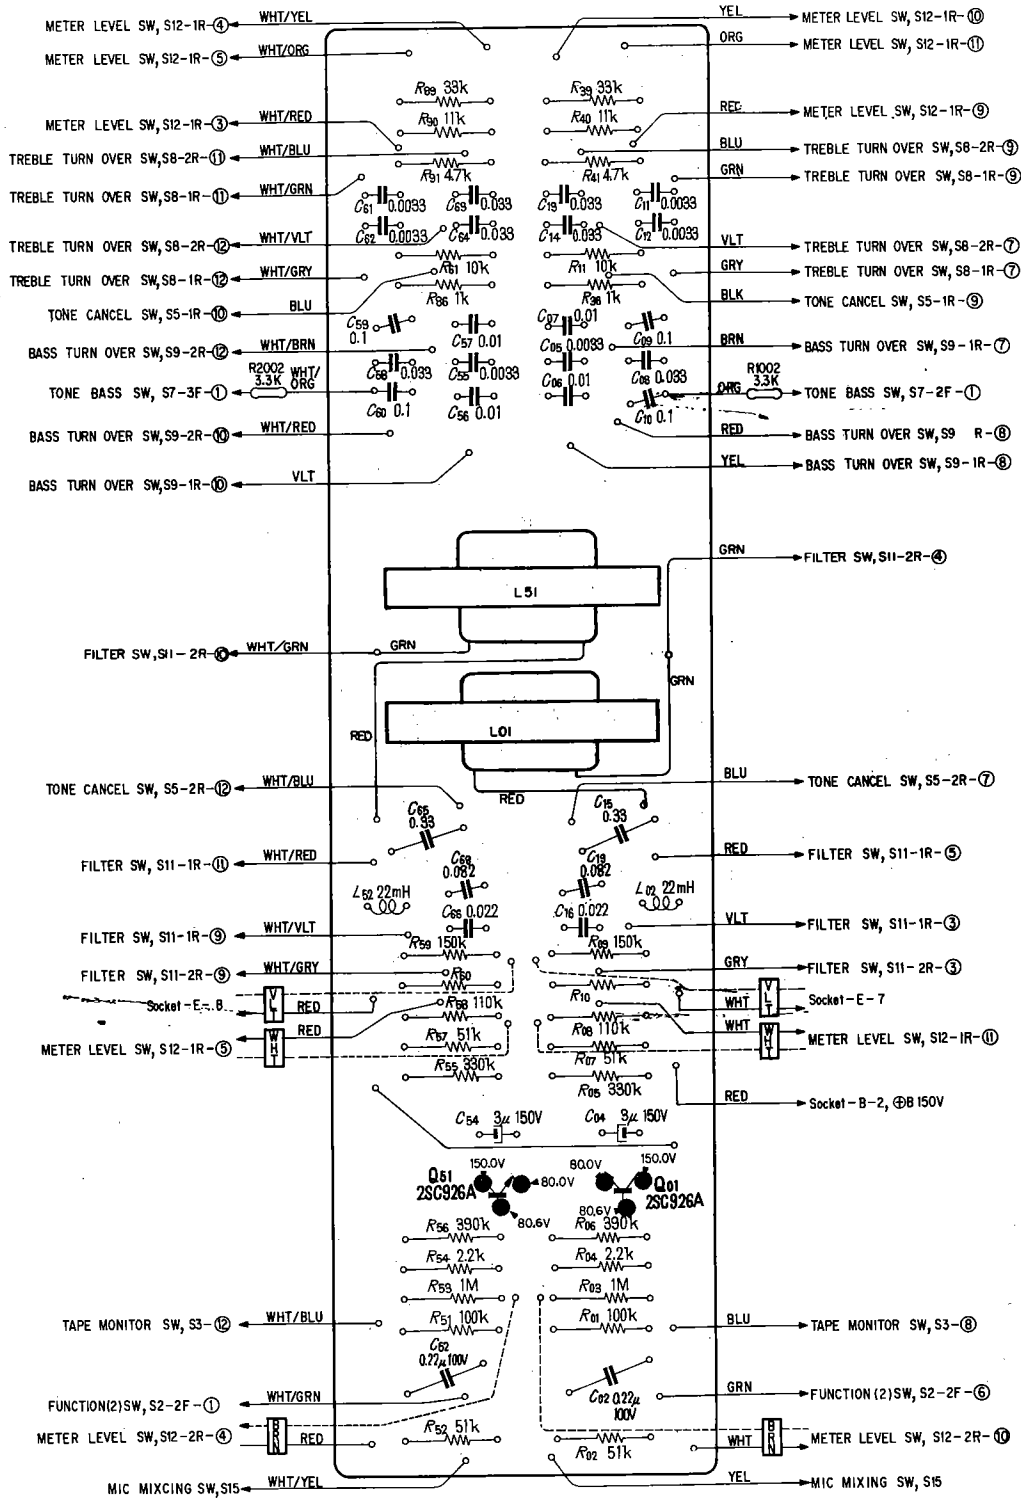 METER LEVEL SW, S12-1R-④ WHT/YEL YEL METER LEVEL SW, S12-1R-⑩
METER LEVEL SW, S12-1R-⑤ WHT/ORG ORG METER LEVEL SW, S12-1R-⑪
R89 33k R39 33k
METER LEVEL SW, S12-1R-③ WHT/RED R90 11k R40 11k RED METER LEVEL SW, S12-1R-⑨
TREBLE TURN OVER SW,S8-2R-⑪ WHT/BLU BLU TREBLE TURN OVER SW,S8-2R-⑨
R91 4.7k R41 4.7k GRN TREBLE TURN OVER SW, S8-1R-⑨
TREBLE TURN OVER SW, S8-1R-⑪ WHT/GRN C61 0.0033 C63 0.033 C13 0.033 C11 0.0033
C62 0.0033 C64 0.033 C14 0.033 C12 0.0033
TREBLE TURN OVER SW, S8-2R-⑫ WHT/VLT VLT TREBLE TURN OVER SW, S8-2R-⑦
TREBLE TURN OVER SW, S8-1R-⑫ WHT/GRY R61 10k R11 10k GRY TREBLE TURN OVER SW, S8-1R-⑦
TONE CANCEL SW, S5-1R-⑩ BLU R86 1k R36 1k BLK TONE CANCEL SW, S5-1R-⑨
C59 0.1 C57 0.01 C07 0.01 C09 0.1
BASS TURN OVER SW,S9-2R-⑫ WHT/BRN C05 0.0033 BRN BASS TURN OVER SW, S9-1R-⑦
C58 0.033 C55 0.0033 C06 0.01 C08 0.033
R2002 3.3K WHT/ORG R1002 3.3K
TONE BASS SW, S7-3F-① C60 0.1 C56 0.01 C10 0.1 ORG TONE BASS SW, S7-2F-①
BASS TURN OVER SW,S9-2R-⑩ WHT/RED RED BASS TURN OVER SW, S9 R-⑧
BASS TURN OVER SW,S9-1R-⑩ VLT YEL BASS TURN OVER SW,S9-1R-⑧
GRN FILTER SW, S11-2R-④
L51
FILTER SW,S11-2R-⑩ WHT/GRN GRN
GRN
RED L01
TONE CANCEL SW, S5-2R-⑫ WHT/BLU BLU TONE CANCEL SW, S5-2R-⑦
RED
C65 0.33 C15 0.33
FILTER SW, S11-1R-⑪ WHT/RED RED FILTER SW, S11-1R-⑤
C68 0.082 C19 0.082
L52 22mH L02 22mH
C66 0.022 C16 0.022
FILTER SW, S11-1R-⑨ WHT/VLT VLT FILTER SW, S11-1R-③
R59 150k R09 150k
FILTER SW, S11-2R-⑨ WHT/GRY R60 R10 GRY FILTER SW, S11-2R-③
Socket-E-8 VLT RED WHT VLT Socket-E-7
R58 110k R08 110k
METER LEVEL SW, S12-1R-⑤ WHT RED WHT WHT METER LEVEL SW, S12-1R-⑪
R57 51k R07 51k
R55 330k R05 330k
RED Socket-B-2, ⊕B 150V
C54 3μ 150V C04 3μ 150V
150.0V 80.0V 150.0V
Q51 2SC926A 80.0V Q01 2SC926A
80.6V 80.6V
R56 390k R06 390k
R54 2.2k R04 2.2k
R53 1M R03 1M
TAPE MONITOR SW, S3-⑫ WHT/BLU R51 100k R01 100k BLU TAPE MONITOR SW, S3-⑧
C52 0.22μ 100V
C02 0.22μ 100V
FUNCTION(2)SW, S2-2F-① WHT/GRN GRN FUNCTION(2)SW, S2-2F-⑥
METER LEVEL SW,S12-2R-④ BRN RED R52 51k R02 51k WHT BRN METER LEVEL SW, S12-2R-⑩
MIC MIXCING SW,S15 WHT/YEL YEL MIC MIXING SW, S15